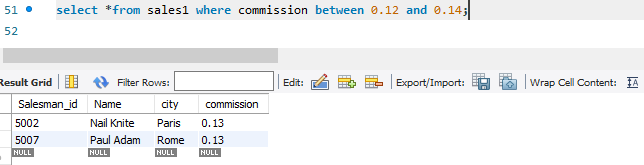 51 select *from sales1 where commission between 0.12 and 0.14;
52
Result Grid Filter Rows: Edit: Export/Import: Wrap Cell Content:
Salesman_id Name city commission
5002 Nail Knite Paris 0.13
5007 Paul Adam Rome 0.13
NULL NULL NULL NULL